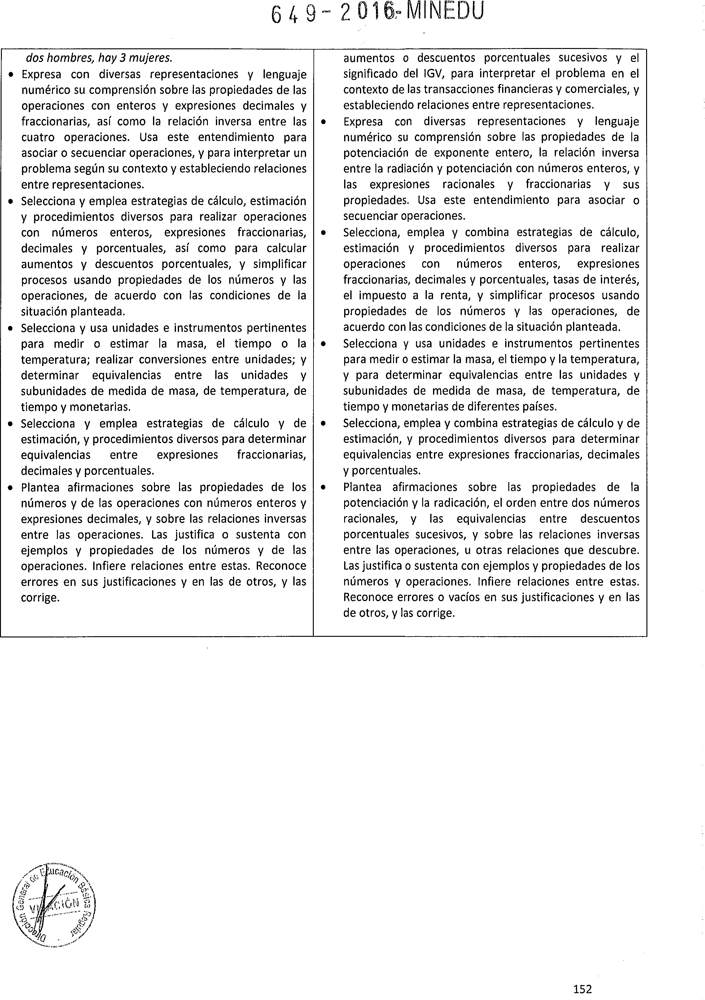 649-2016-MINEDU
dos hombres, hay 3 mujeres.
• Expresa con diversas representaciones y lenguaje
numérico su comprensión sobre las propiedades de las
operaciones con enteros y expresiones decimales y
fraccionarias, así como la relación inversa entre las
cuatro operaciones. Usa este entendimiento para
asociar o secuenciar operaciones, y para interpretar un
problema según su contexto y estableciendo relaciones
entre representaciones.
• Selecciona y emplea estrategias de cálculo, estimación
y procedimientos diversos para realizar operaciones
con números enteros, expresiones fraccionarias,
decimales y porcentuales, así como para calcular
aumentos y descuentos porcentuales, y simplificar
procesos usando propiedades de los números y las
operaciones, de acuerdo con las condiciones de la
situación planteada.
• Selecciona y usa unidades e instrumentos pertinentes
para medir o estimar la masa, el tiempo o la
temperatura; realizar conversiones entre unidades; y
determinar equivalencias entre las unidades y
subunidades de medida de masa, de temperatura, de
tiempo y monetarias.
• Selecciona y emplea estrategias de cálculo y de
estimación, y procedimientos diversos para determinar
equivalencias entre expresiones fraccionarias,
decimales y porcentuales.
• Plantea afirmaciones sobre las propiedades de los
números y de las operaciones con números enteros y
expresiones decimales, y sobre las relaciones inversas
entre las operaciones. Las justifica o sustenta con
ejemplos y propiedades de los números y de las
operaciones. Infiere relaciones entre estas. Reconoce
errores en sus justificaciones y en las de otros, y las
corrige.
aumentos o descuentos porcentuales sucesivos y el
significado del IGV, para interpretar el problema en el
contexto de las transacciones financieras y comerciales, y
estableciendo relaciones entre representaciones.
• Expresa con diversas representaciones y lenguaje
numérico su comprensión sobre las propiedades de la
potenciación de exponente entero, la relación inversa
entre la radiación y potenciación con números enteros, y
las expresiones racionales y fraccionarias y sus
propiedades. Usa este entendimiento para asociar o
secuenciar operaciones.
• Selecciona, emplea y combina estrategias de cálculo,
estimación y procedimientos diversos para realizar
operaciones con números enteros, expresiones
fraccionarias, decimales y porcentuales, tasas de interés,
el impuesto a la renta, y simplificar procesos usando
propiedades de los números y las operaciones, de
acuerdo con las condiciones de la situación planteada.
• Selecciona y usa unidades e instrumentos pertinentes
para medir o estimar la masa, el tiempo y la temperatura,
y para determinar equivalencias entre las unidades y
subunidades de medida de masa, de temperatura, de
tiempo y monetarias de diferentes países.
• Selecciona, emplea y combina estrategias de cálculo y de
estimación, y procedimientos diversos para determinar
equivalencias entre expresiones fraccionarias, decimales
y porcentuales.
• Plantea afirmaciones sobre las propiedades de la
potenciación y la radicación, el orden entre dos números
racionales, y las equivalencias entre descuentos
porcentuales sucesivos, y sobre las relaciones inversas
entre las operaciones, u otras relaciones que descubre.
Las justifica o sustenta con ejemplos y propiedades de los
números y operaciones. Infiere relaciones entre estas.
Reconoce errores o vacíos en sus justificaciones y en las
de otros, y las corrige.
Dirección General de Educación Básica Regular
152